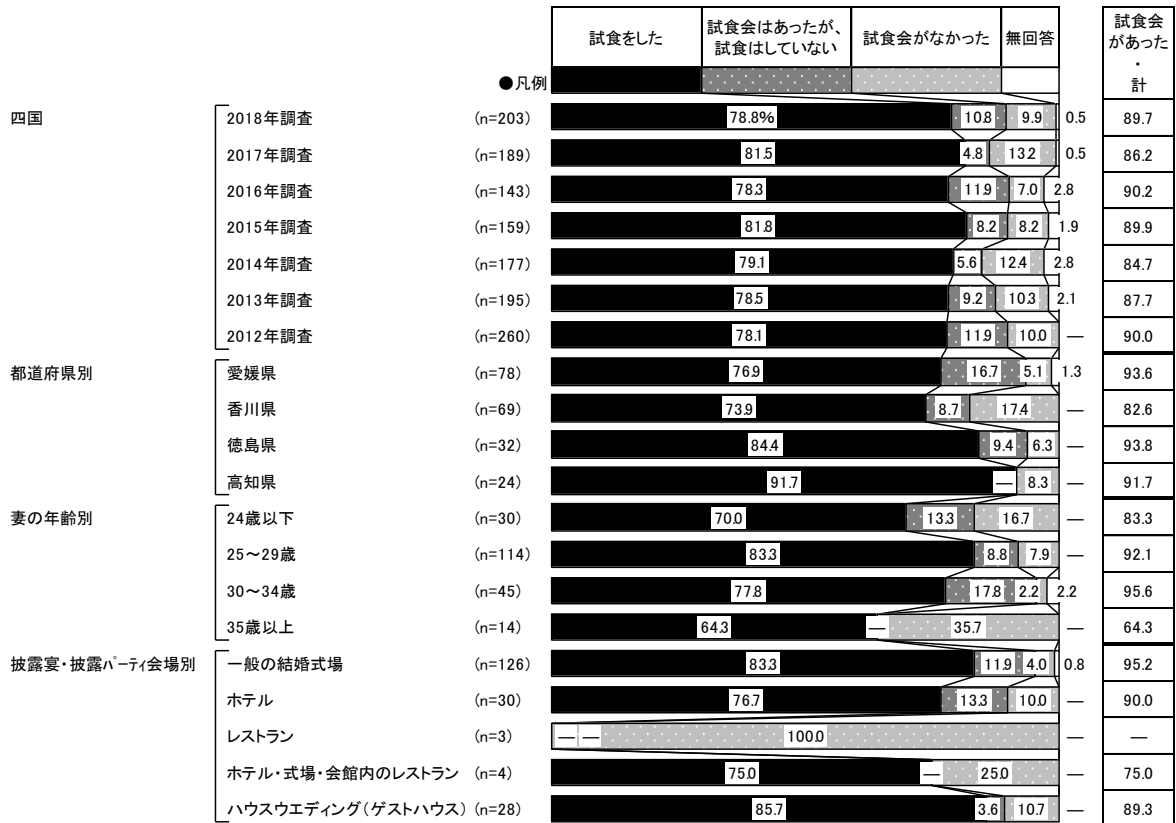 試食をした 試食会はあったが、試食はしていない 試食会がなかった 無回答 試食会があった・計
●凡例
四国 2018年調査 (n=203) 78.8% 10.8 9.9 0.5 89.7
2017年調査 (n=189) 81.5 4.8 13.2 0.5 86.2
2016年調査 (n=143) 78.3 11.9 7.0 2.8 90.2
2015年調査 (n=159) 81.8 8.2 8.2 1.9 89.9
2014年調査 (n=177) 79.1 5.6 12.4 2.8 84.7
2013年調査 (n=195) 78.5 9.2 10.3 2.1 87.7
2012年調査 (n=260) 78.1 11.9 10.0 — 90.0
都道府県別 愛媛県 (n=78) 76.9 16.7 5.1 1.3 93.6
香川県 (n=69) 73.9 8.7 17.4 — 82.6
徳島県 (n=32) 84.4 9.4 6.3 — 93.8
高知県 (n=24) 91.7 — 8.3 — 91.7
妻の年齢別 24歳以下 (n=30) 70.0 13.3 16.7 — 83.3
25～29歳 (n=114) 83.3 8.8 7.9 — 92.1
30～34歳 (n=45) 77.8 17.8 2.2 2.2 95.6
35歳以上 (n=14) 64.3 — 35.7 — 64.3
披露宴・披露パーティ会場別 一般の結婚式場 (n=126) 83.3 11.9 4.0 0.8 95.2
ホテル (n=30) 76.7 13.3 10.0 — 90.0
レストラン (n=3) — — 100.0 — —
ホテル・式場・会館内のレストラン (n=4) 75.0 — 25.0 — 75.0
ハウスウエディング(ゲストハウス) (n=28) 85.7 3.6 10.7 — 89.3